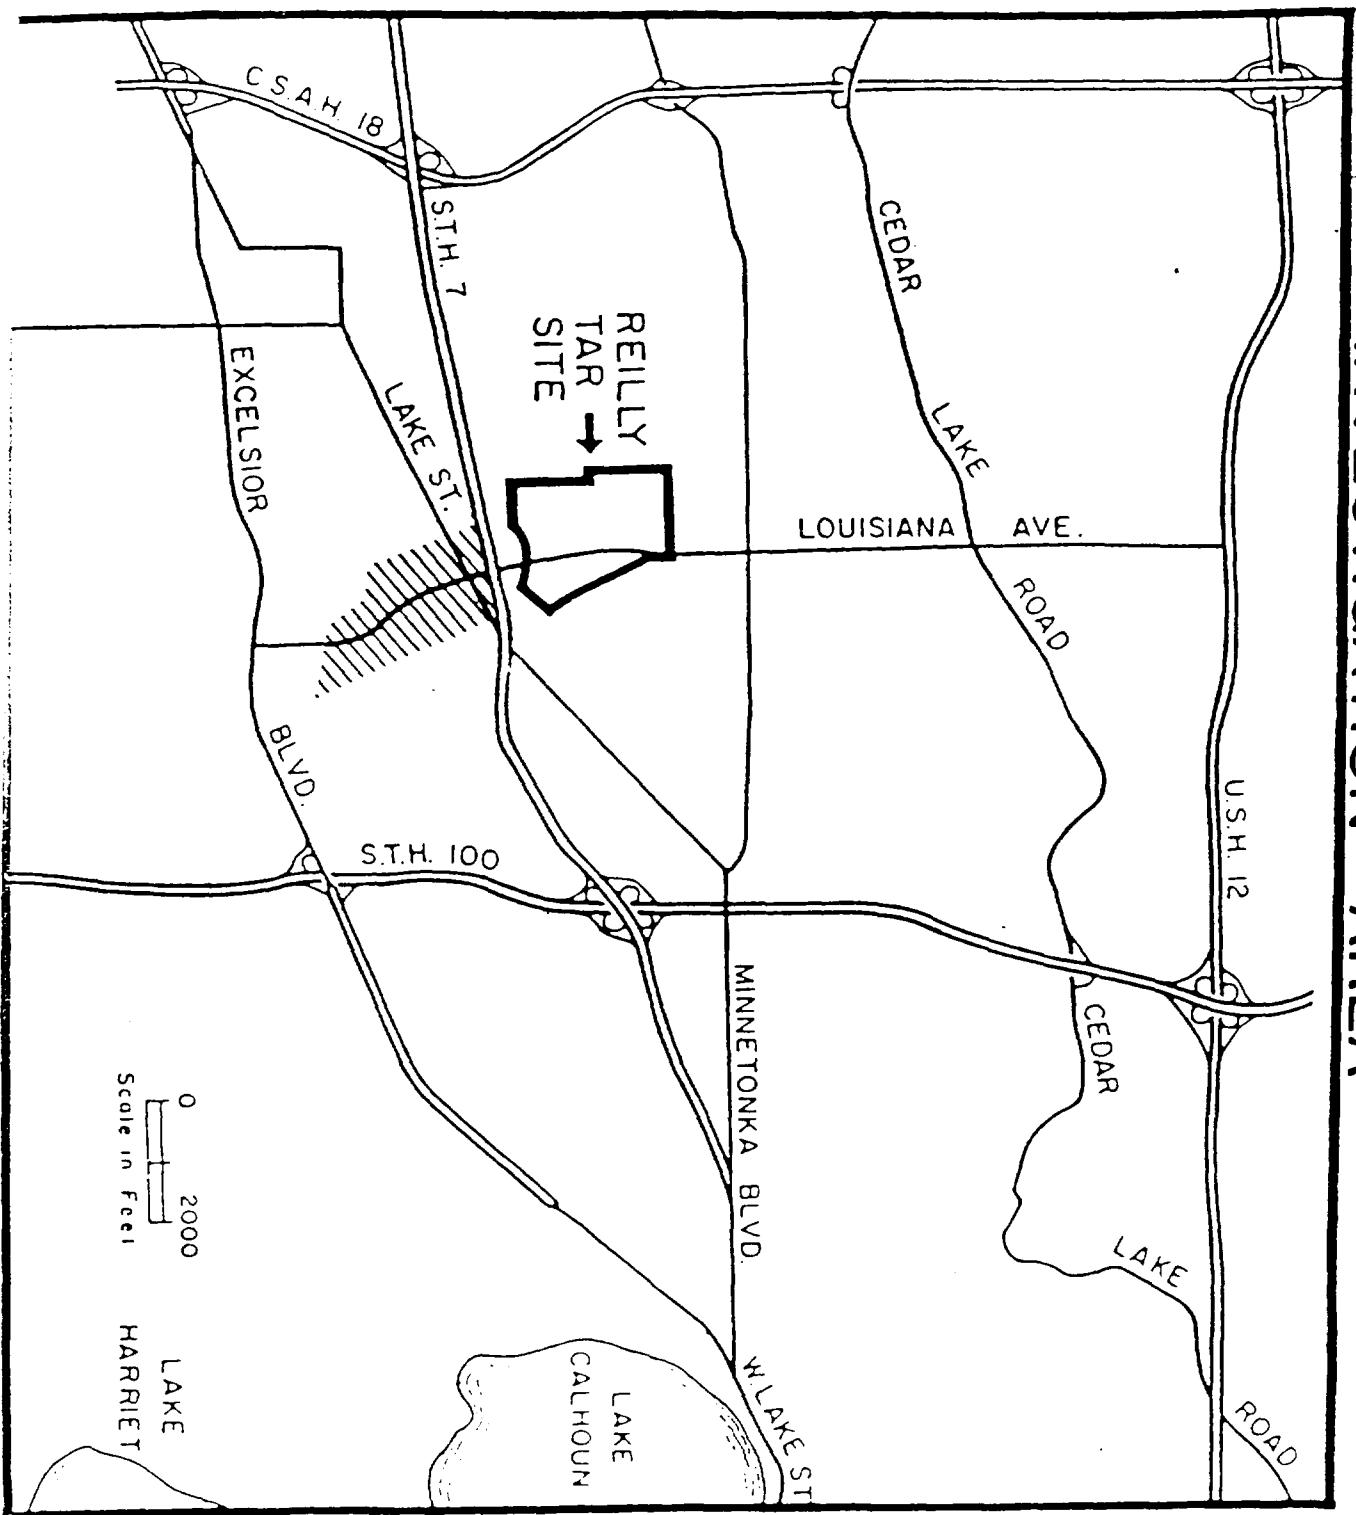 C.S.A.H. 18
S.T.H. 7
CEDAR
LAKE
ROAD
REILLY
TAR
SITE
LAKE ST.
EXCELSIOR
BLVD.
LOUISIANA AVE.
U.S.H. 12
S.T.H. 100
MINNETONKA BLVD.
CEDAR
LAKE
ROAD
0 2000
Scale in Feet
W. LAKE ST
LAKE
CALHOUN
LAKE
HARRIET